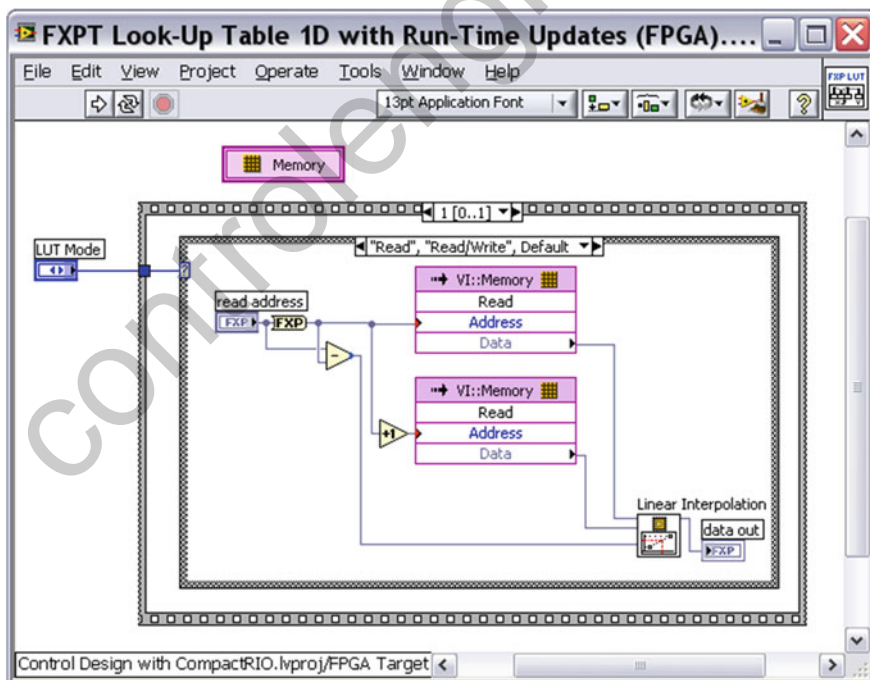 FXPT Look-Up Table 1D with Run-Time Updates (FPGA)....
File Edit View Project Operate Tools Window Help
FXP LUT
13pt Application Font
Memory
1 [0..1]
LUT Mode
"Read", "Read/Write", Default
VI::Memory
read address
Read
FXP
FXP
Address
Data
VI::Memory
Read
+1
Address
Data
Linear Interpolation
data out
FXP
Control Design with CompactRIO.lvproj/FPGA Target
controleng